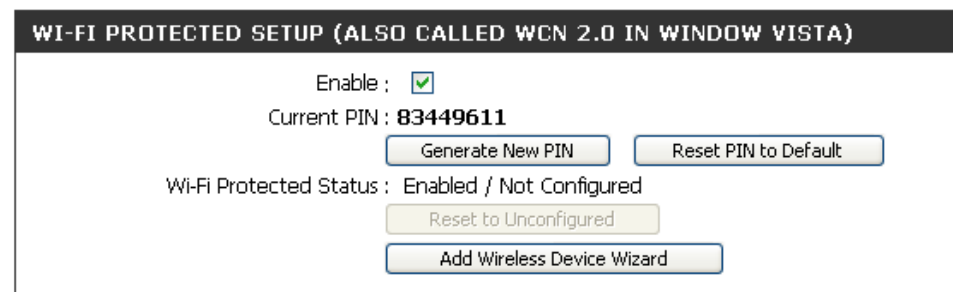 WI-FI PROTECTED SETUP (ALSO CALLED WCN 2.0 IN WINDOW VISTA)
Enable :
Current PIN : 83449611
Generate New PIN Reset PIN to Default
Wi-Fi Protected Status : Enabled / Not Configured
Reset to Unconfigured
Add Wireless Device Wizard